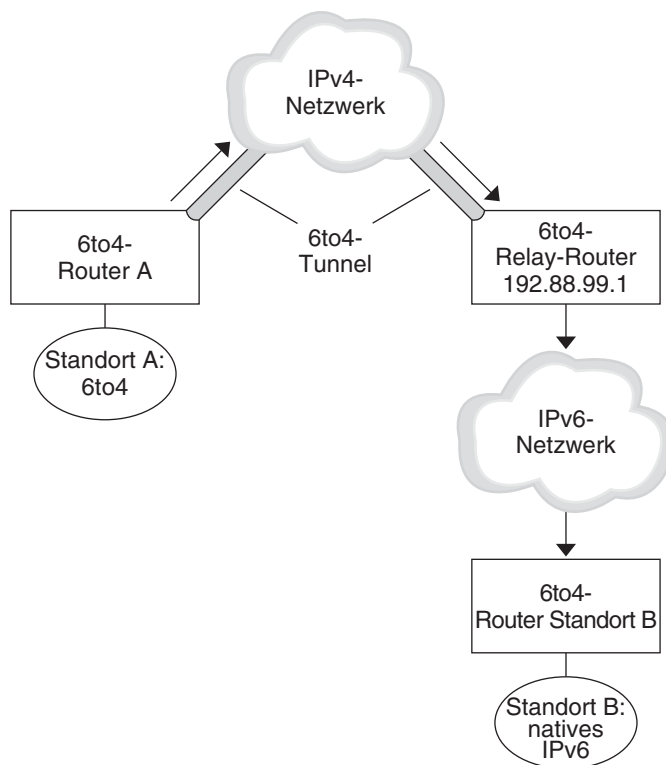 IPv4-
Netzwerk
6to4-
Router A
6to4-
Tunnel
6to4-
Relay-Router
192.88.99.1
Standort A:
6to4
IPv6-
Netzwerk
6to4-
Router Standort B
Standort B:
natives
IPv6